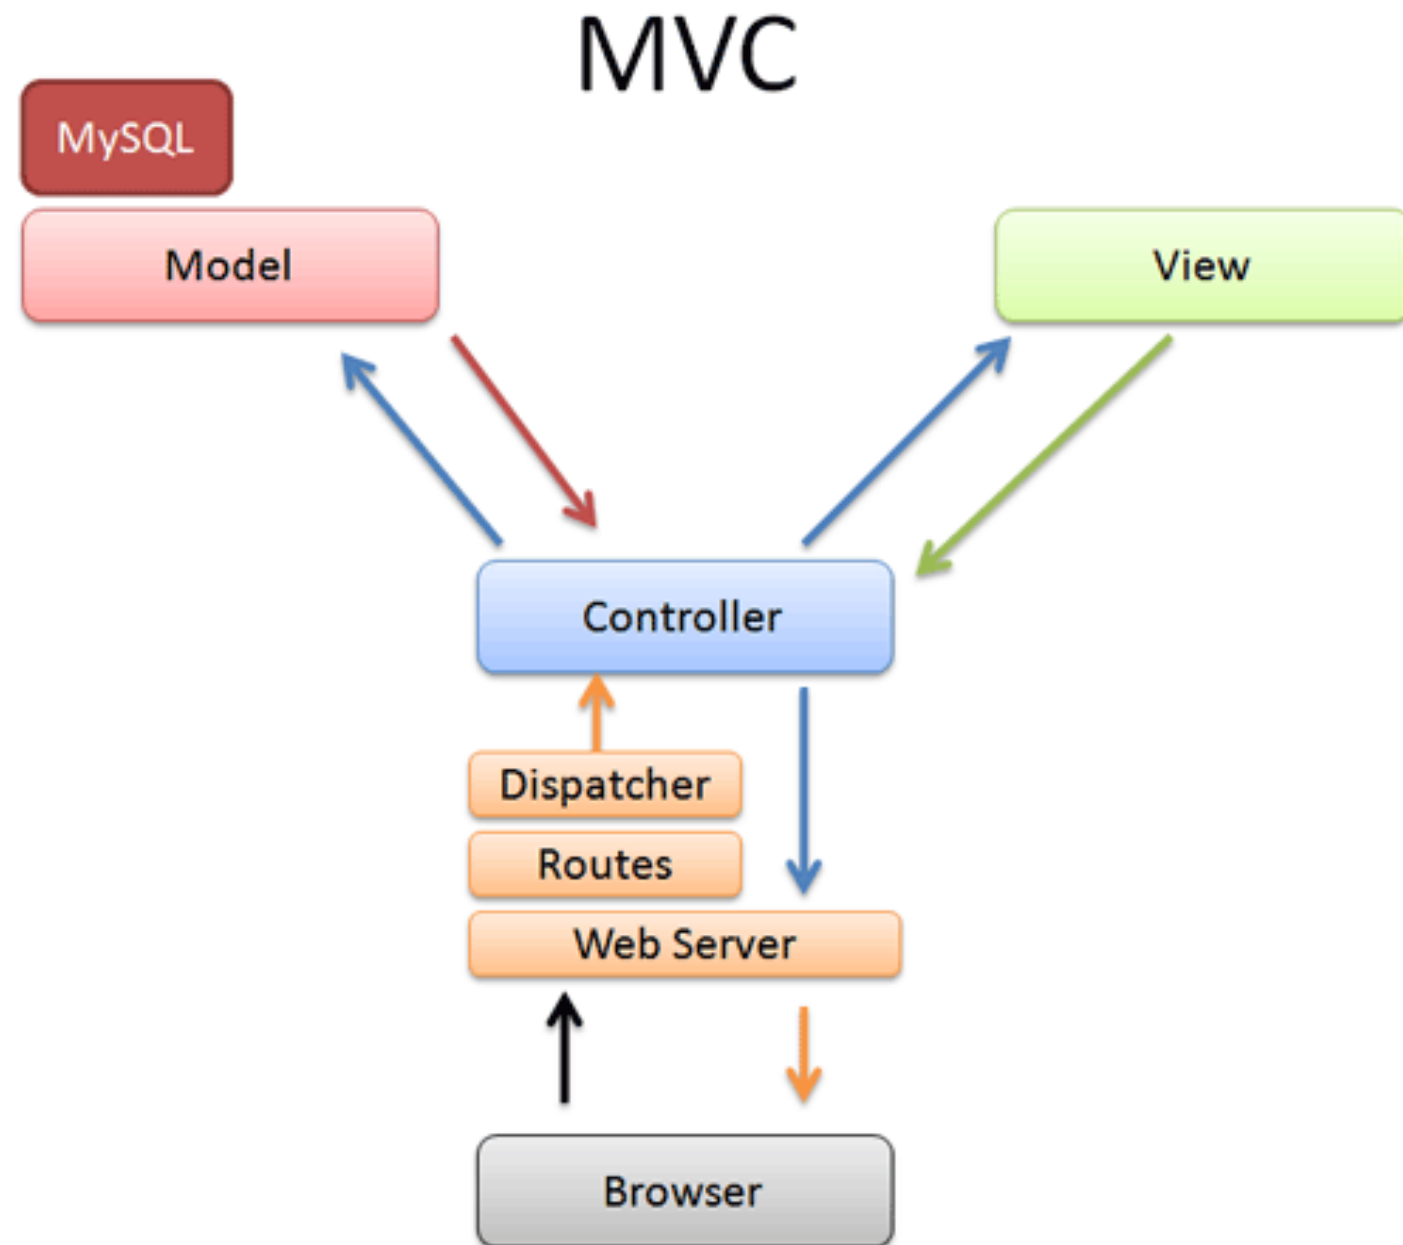 MVC
MySQL
Model
View
Controller
Dispatcher
Routes
Web Server
Browser